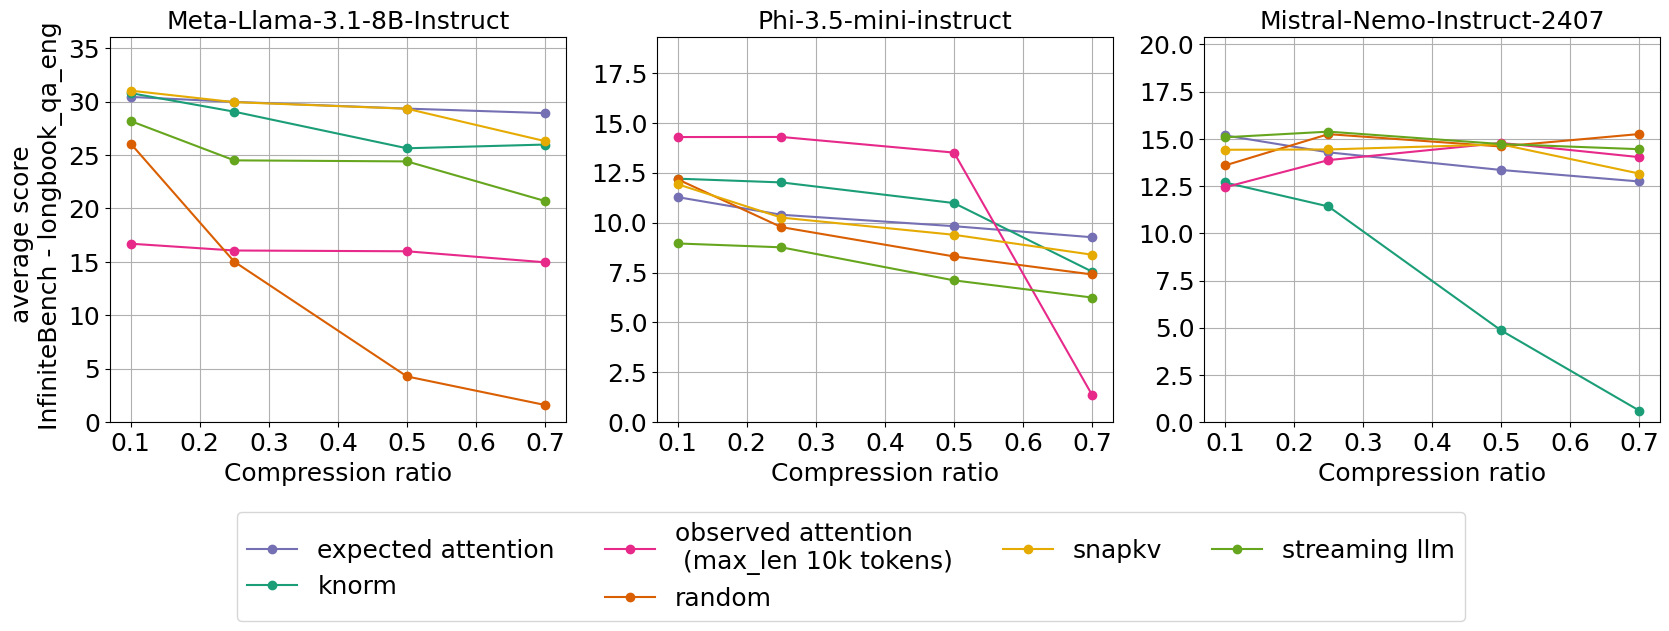 Meta-Llama-3.1-8B-Instruct
Phi-3.5-mini-instruct
Mistral-Nemo-Instruct-2407
average score
InfiniteBench - longbook_qa_eng
35
30
25
20
15
10
5
0
0.1 0.2 0.3 0.4 0.5 0.6 0.7
Compression ratio
17.5
15.0
12.5
10.0
7.5
5.0
2.5
0.0
0.1 0.2 0.3 0.4 0.5 0.6 0.7
Compression ratio
20.0
17.5
15.0
12.5
10.0
7.5
5.0
2.5
0.0
0.1 0.2 0.3 0.4 0.5 0.6 0.7
Compression ratio
expected attention
knorm
observed attention
(max_len 10k tokens)
random
snapkv
streaming llm